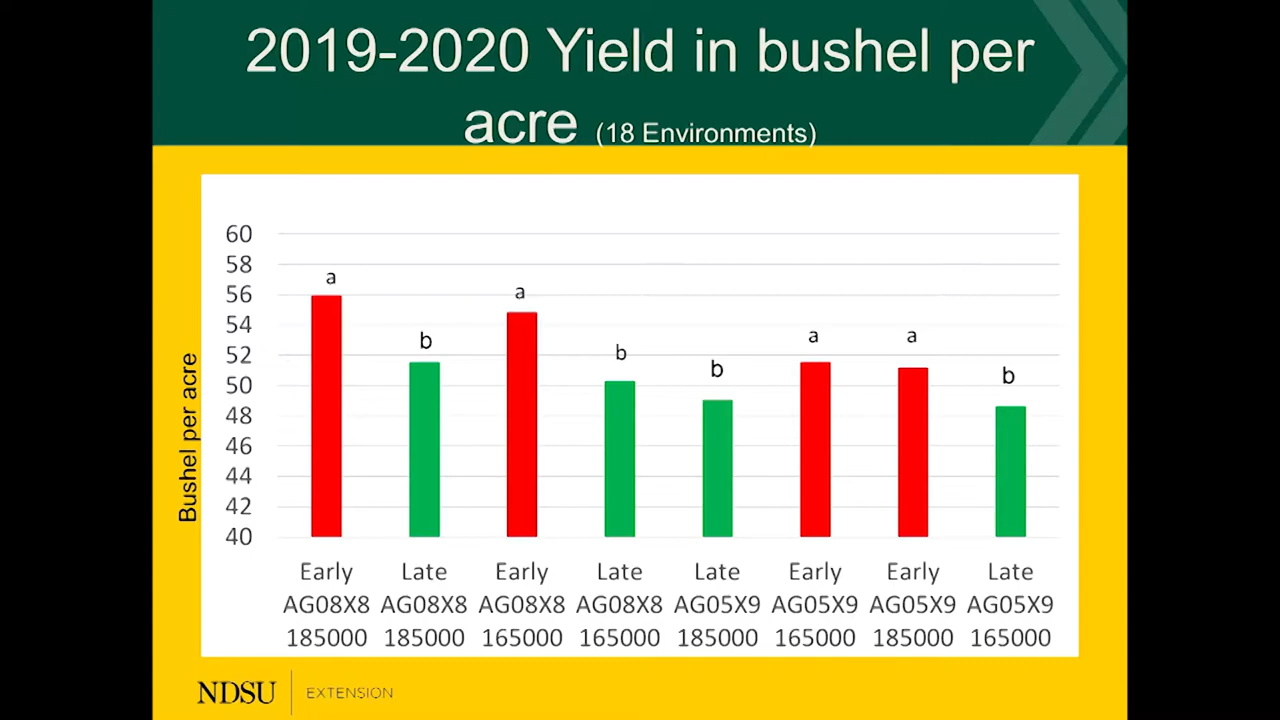 2019-2020 Yield in bushel per
acre (18 Environments)
60
58
56
54
52
50
48
46
44
42
40
Bushel per acre
a
b
a
b
b
a
a
b
Early Late Early Late Late Early Early Late
AG08X8 AG08X8 AG08X8 AG08X8 AG05X9 AG05X9 AG05X9 AG05X9
185000 185000 165000 165000 185000 165000 185000 165000
NDSU EXTENSION